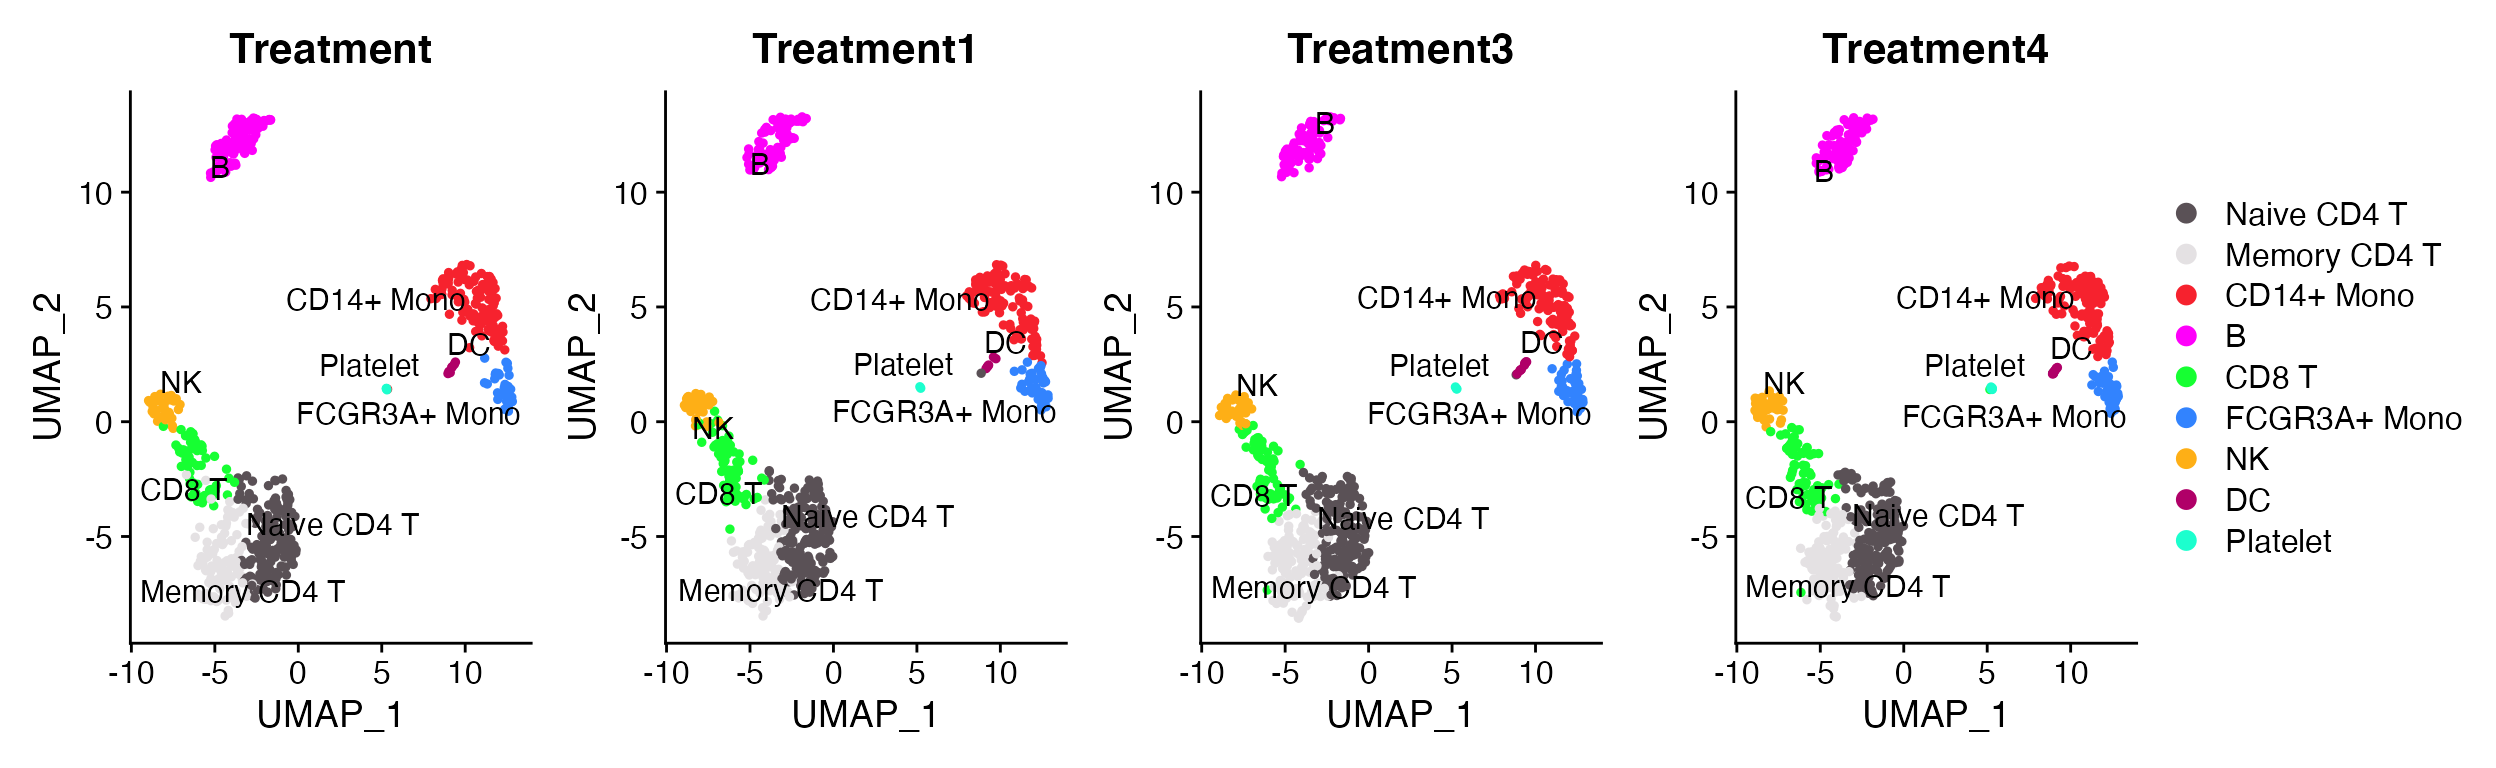 Treatment
Treatment1
Treatment3
Treatment4
UMAP_2
10
5
0
-5
B
CD14+ Mono
DC
Platelet
NK
FCGR3A+ Mono
CD8 T
Naive CD4 T
Memory CD4 T
-10
-5
0
5
10
UMAP_1
UMAP_2
10
5
0
-5
B
CD14+ Mono
DC
Platelet
FCGR3A+ Mono
NK
CD8 T
Naive CD4 T
Memory CD4 T
-10
-5
0
5
10
UMAP_1
UMAP_2
10
5
0
-5
B
CD14+ Mono
DC
Platelet
NK
FCGR3A+ Mono
CD8 T
Naive CD4 T
Memory CD4 T
-10
-5
0
5
10
UMAP_1
UMAP_2
10
5
0
-5
B
CD14+ Mono
DC
Platelet
NK
FCGR3A+ Mono
CD8 T
Naive CD4 T
Memory CD4 T
-10
-5
0
5
10
UMAP_1
Naive CD4 T
Memory CD4 T
CD14+ Mono
B
CD8 T
FCGR3A+ Mono
NK
DC
Platelet